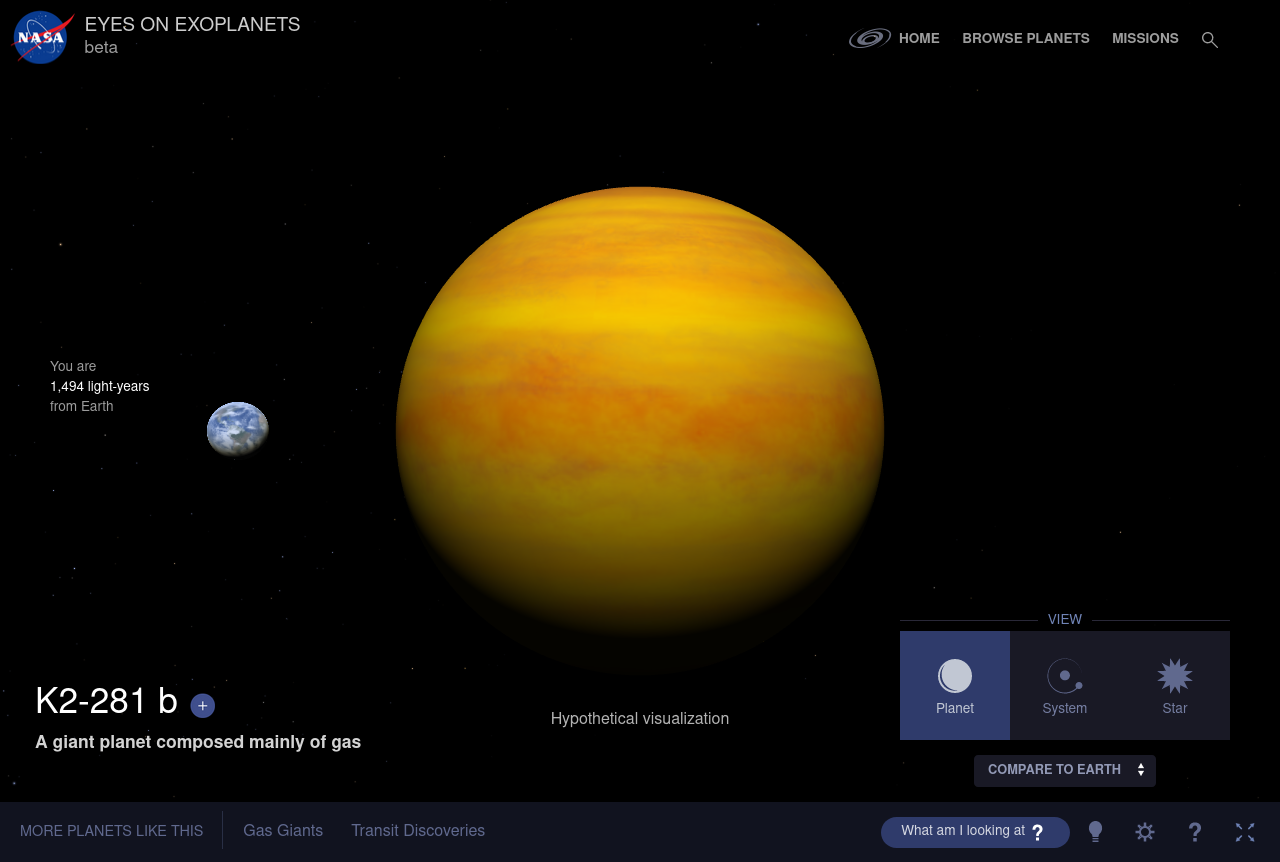 NASA
EYES ON EXOPLANETS
beta
HOME
BROWSE PLANETS
MISSIONS
You are
1,494 light-years
from Earth
VIEW
Planet
System
Star
K2-281 b +
A giant planet composed mainly of gas
Hypothetical visualization
COMPARE TO EARTH
MORE PLANETS LIKE THIS
Gas Giants
Transit Discoveries
What am I looking at ?
?